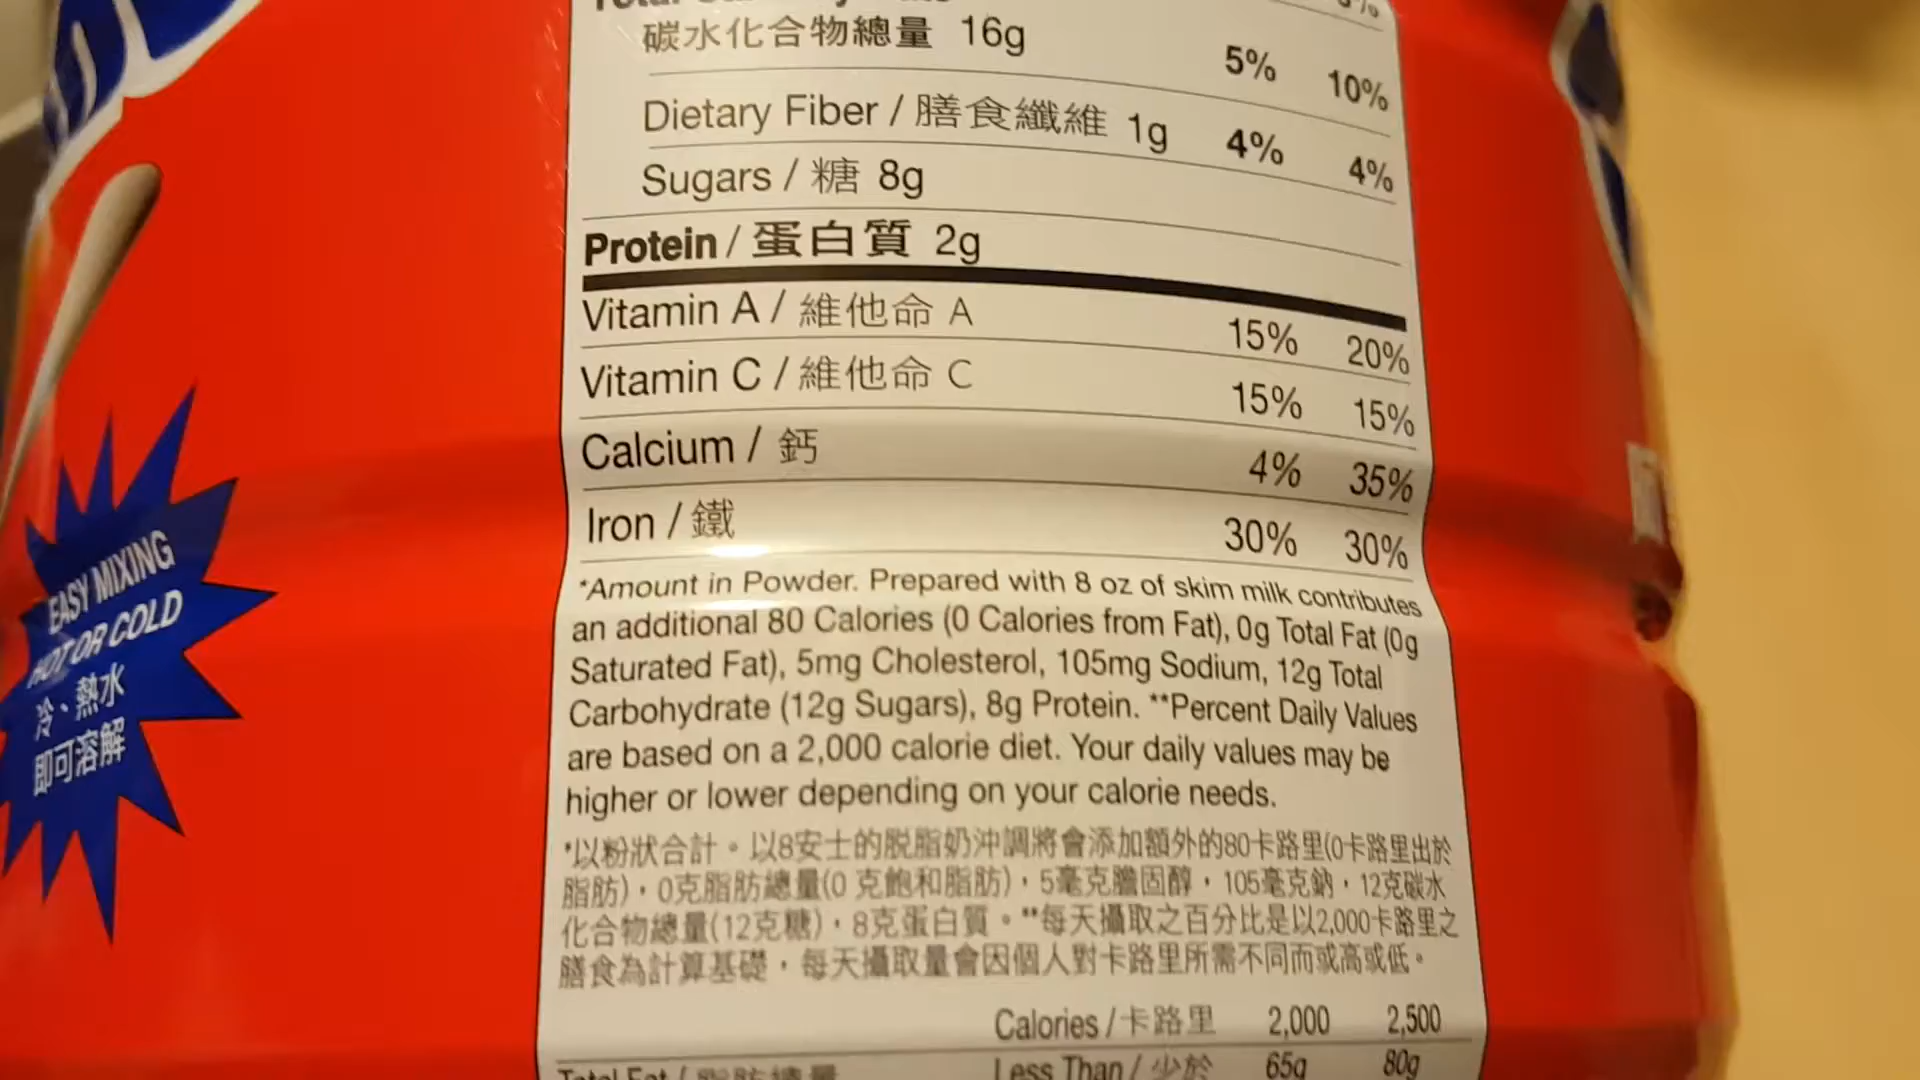 碳水化合物總量 16g 5% 10%
Dietary Fiber / 膳食纖維 1g 4% 4%
Sugars / 糖 8g
Protein / 蛋白質 2g
Vitamin A / 維他命 A 15% 20%
Vitamin C / 維他命 C 15% 15%
Calcium / 鈣 4% 35%
Iron / 鐵 30% 30%
*Amount in Powder. Prepared with 8 oz of skim milk contributes
an additional 80 Calories (0 Calories from Fat), 0g Total Fat (0g
Saturated Fat), 5mg Cholesterol, 105mg Sodium, 12g Total
Carbohydrate (12g Sugars), 8g Protein. **Percent Daily Values
are based on a 2,000 calorie diet. Your daily values may be
higher or lower depending on your calorie needs.
*以粉狀合計。以8安士的脫脂奶沖調將會添加額外的80卡路里(0卡路里出於
脂肪)，0克脂肪總量(0 克飽和脂肪)，5毫克膽固醇，105毫克鈉，12克碳水
化合物總量(12克糖)，8克蛋白質。**每天攝取之百分比是以2,000卡路里之
膳食為計算基礎，每天攝取量會因個人對卡路里所需不同而或高或低。
Calories / 卡路里 2,000 2,500
Total Fat / 脂肪總量 Less Than / 少於 65g 80g
EASY MIXING
HOT OR COLD
冷、熱水
即可溶解